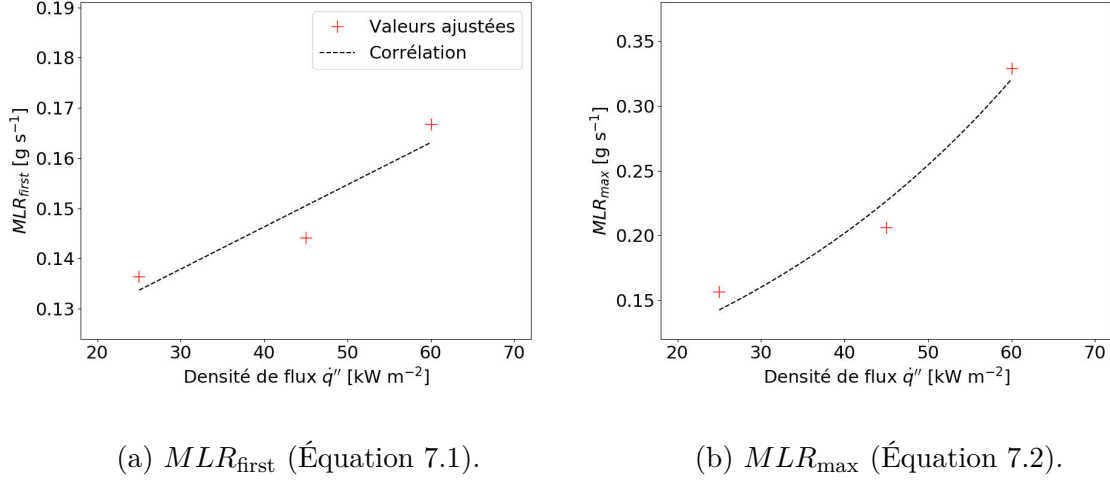 0.19
0.18
0.17
0.16
0.15
0.14
0.13
MLR_first [g s⁻¹]
Valeurs ajustées
Corrélation
20 30 40 50 60 70
Densité de flux q̇″ [kW m⁻²]
0.35
0.30
0.25
0.20
0.15
MLR_max [g s⁻¹]
20 30 40 50 60 70
Densité de flux q̇″ [kW m⁻²]
(a) MLR_first (Équation 7.1).
(b) MLR_max (Équation 7.2).